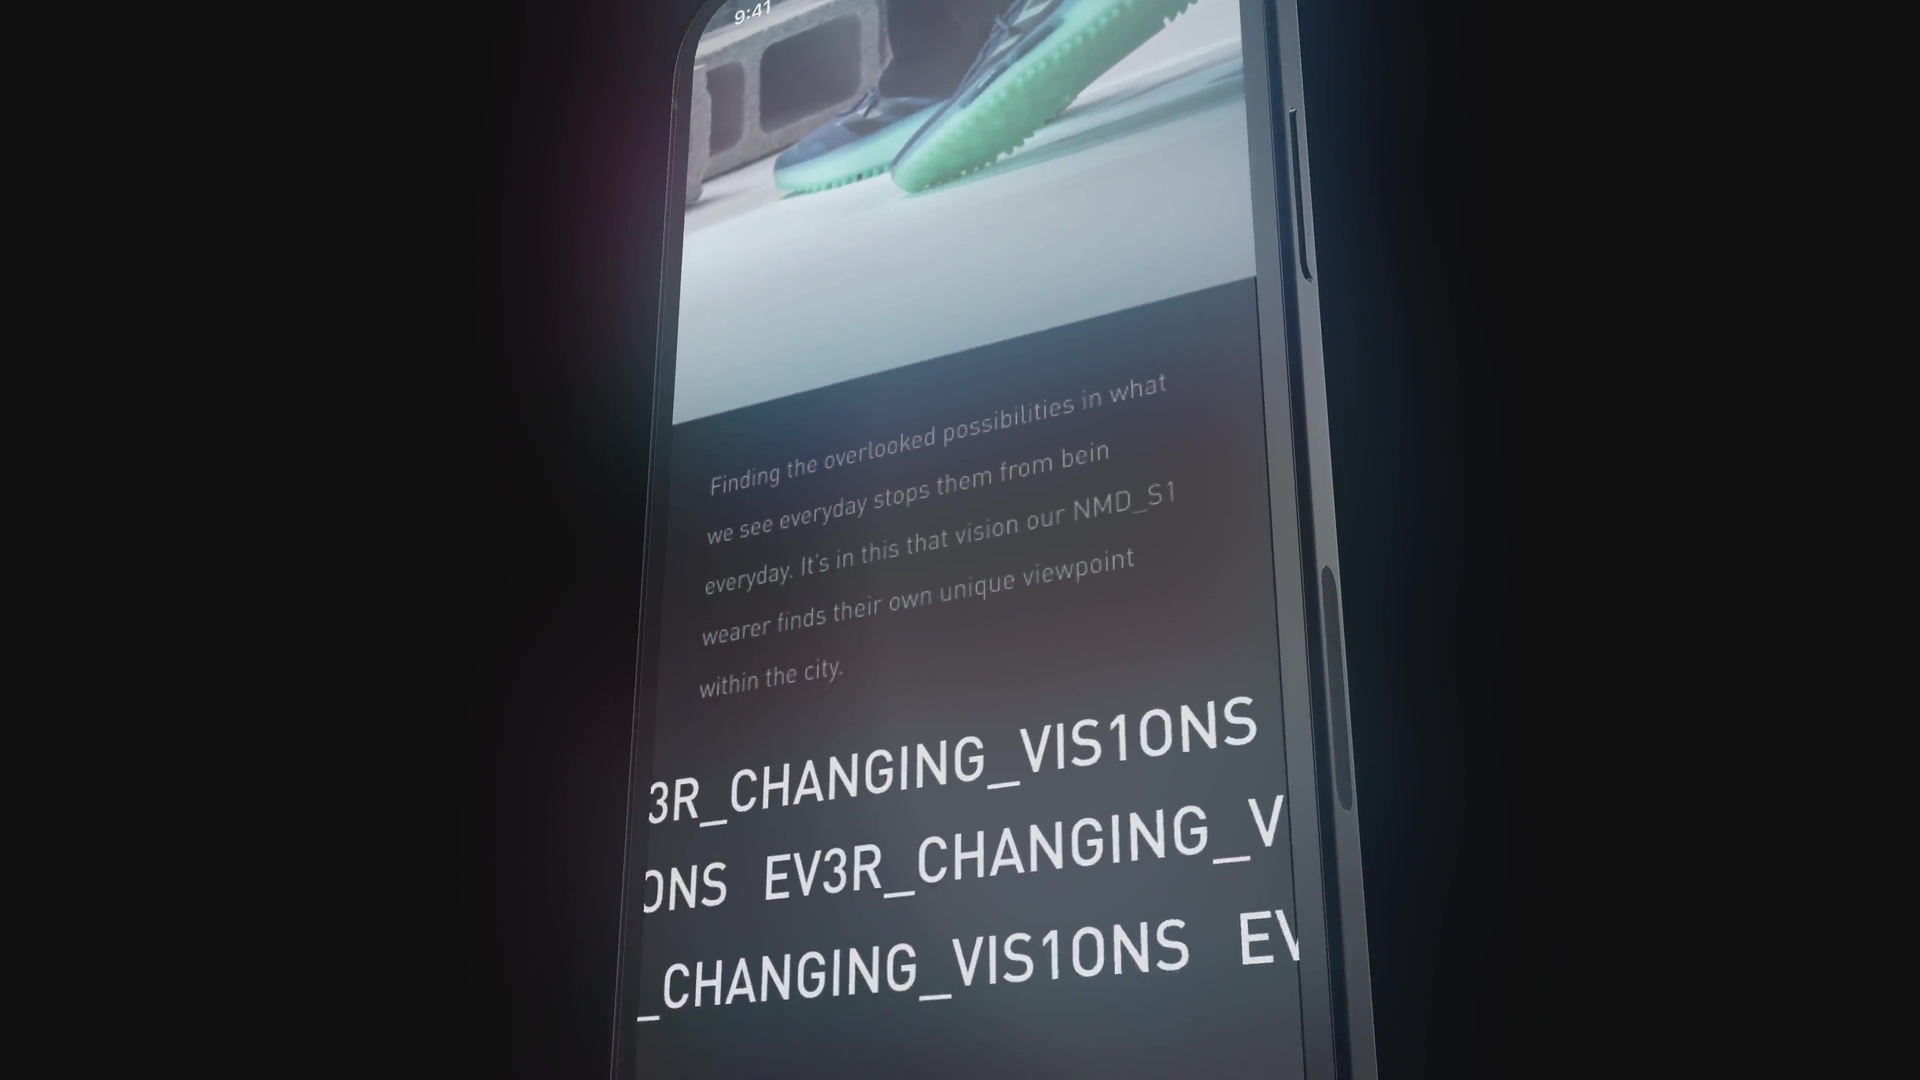 9:41
Finding the overlooked possibilities in what
we see everyday stops them from bein
everyday. It's in this that vision our NMD_S1
wearer finds their own unique viewpoint
within the city.
3R_CHANGING_VIS1ONS
ONS EV3R_CHANGING_V
_CHANGING_VIS1ONS EV